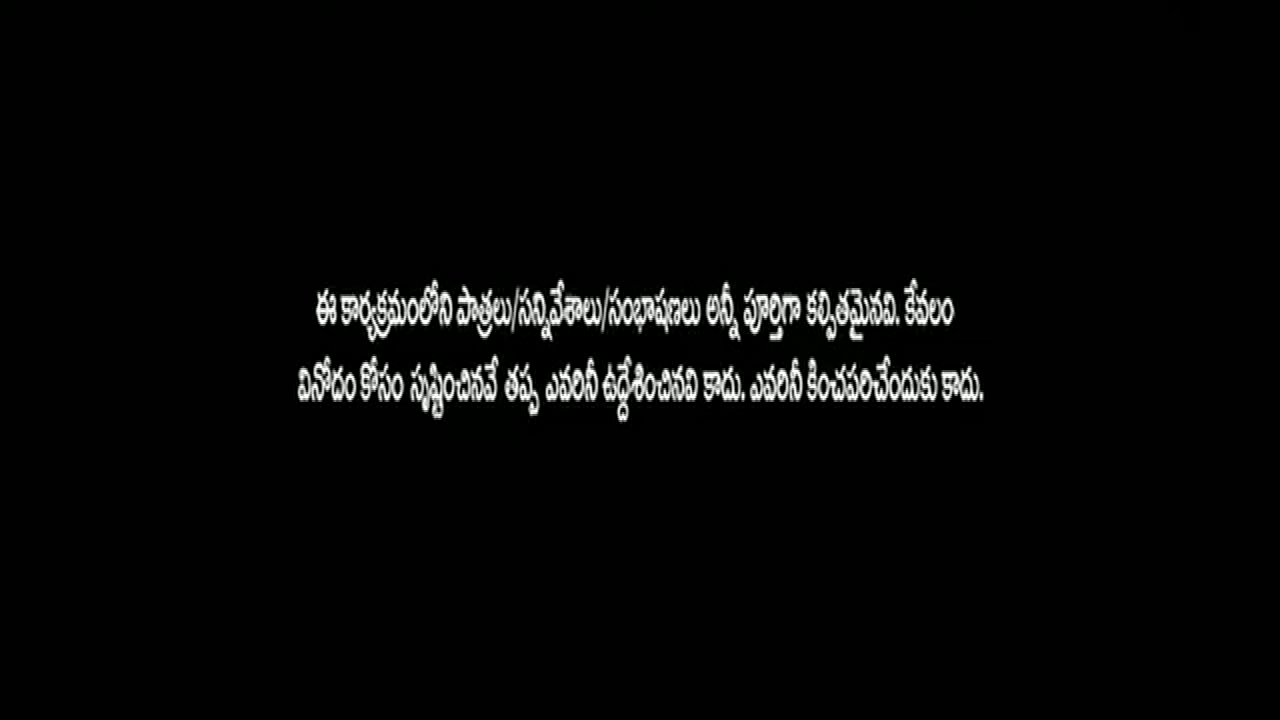 ఈ కార్యక్రమంలోని పాత్రలు/సన్నివేశాలు/సంభాషణలు అన్నీ పూర్తిగా కల్పితమైనవి. కేవలం
వినోదం కోసం సృష్టించినవే తప్ప ఎవరినీ ఉద్దేశించినవి కాదు. ఎవరినీ కించపరిచేందుకు కాదు.